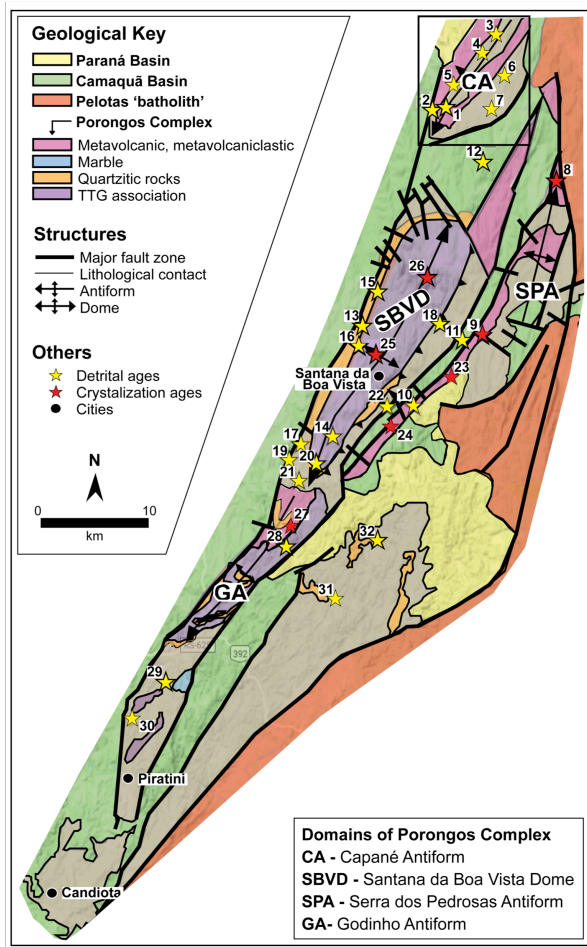 Geological Key
Paraná Basin
Camaquã Basin
Pelotas ‘batholith’
Porongos Complex
Metavolcanic, metavolcaniclastic
Marble
Quartzitic rocks
TTG association
Structures
Major fault zone
Lithological contact
Antiform
Dome
Others
Detrital ages
Crystalization ages
Cities
N
0 10
km
3
4
CA
6
5
2
1
7
12
8
26
15
SBVD
SPA
13
18
9
16
11
25
Santana da
Boa Vista
23
22
10
14
24
17
19
20
21
27
28
32
GA
31
392
29
30
Piratini
Candiota
Domains of Porongos Complex
CA - Capané Antiform
SBVD - Santana da Boa Vista Dome
SPA - Serra dos Pedrosas Antiform
GA- Godinho Antiform